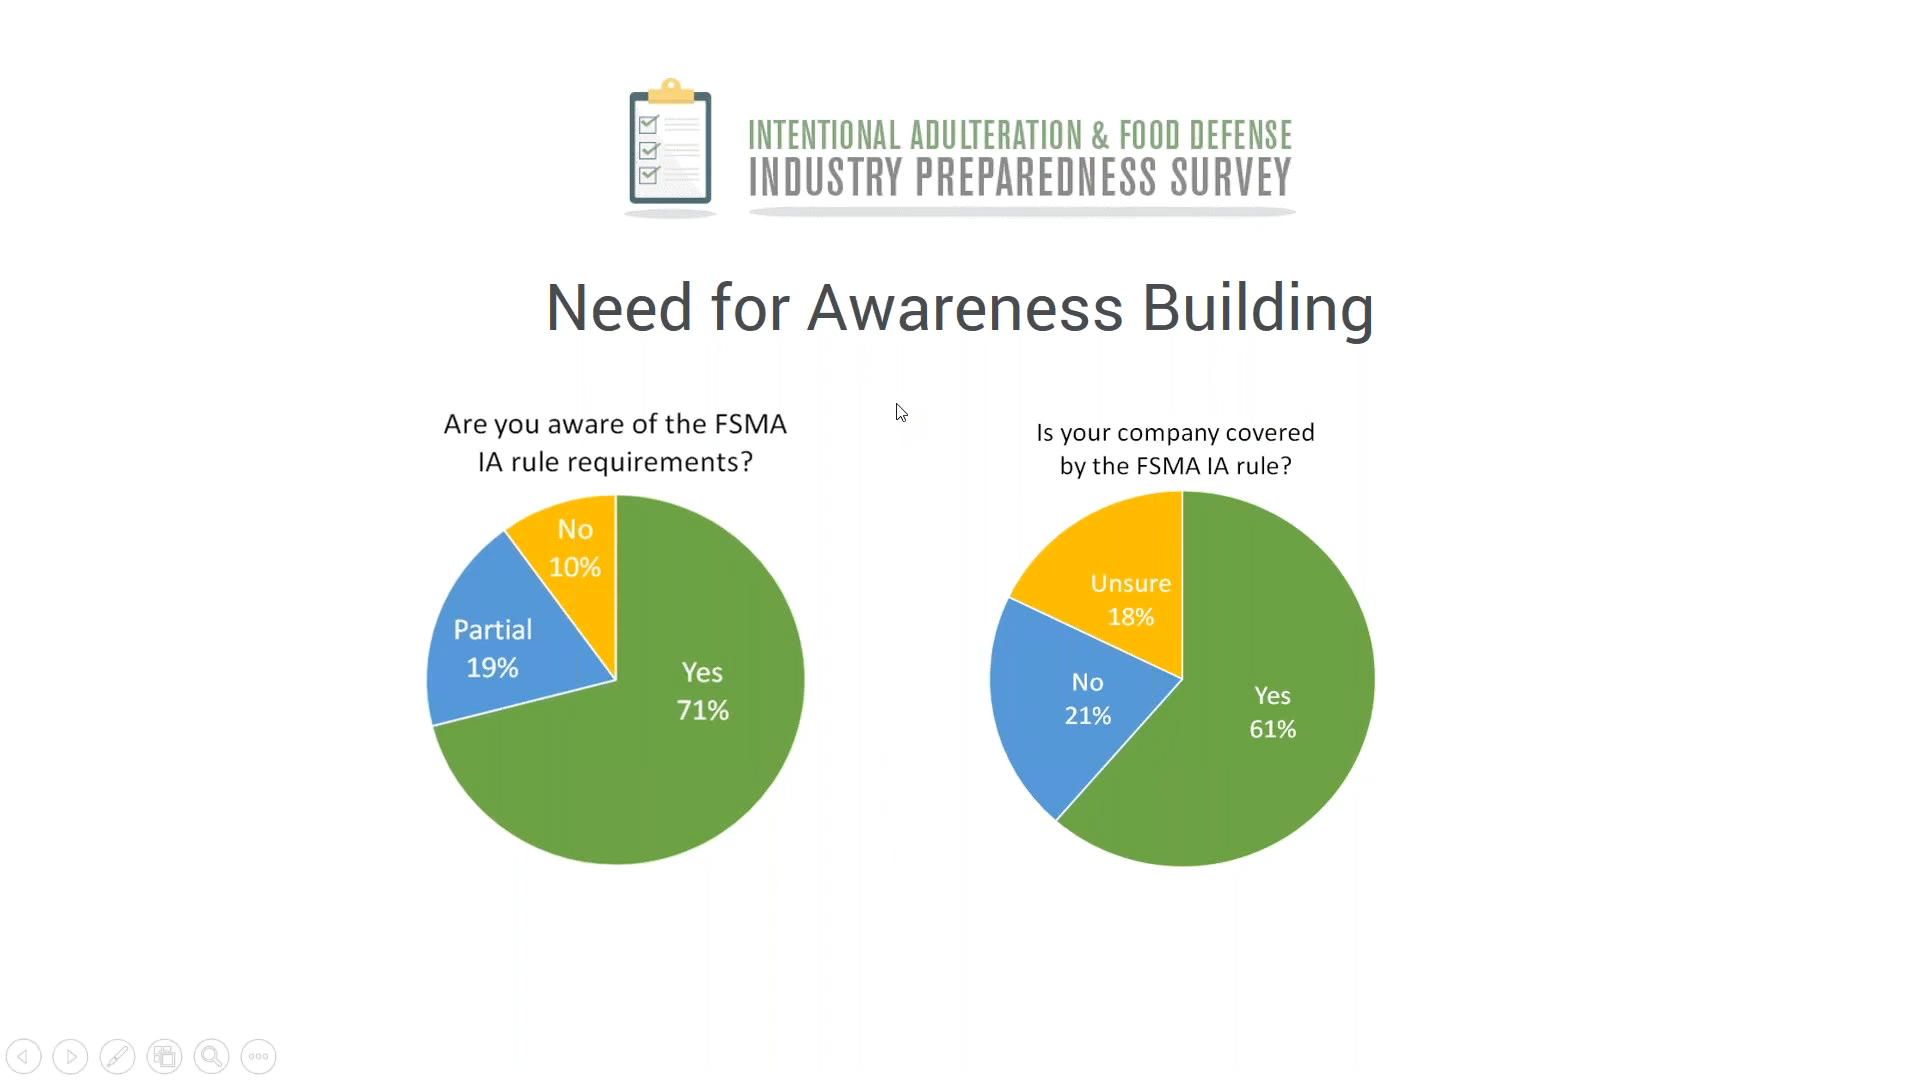 INTENTIONAL ADULTERATION & FOOD DEFENSE
INDUSTRY PREPAREDNESS SURVEY
Need for Awareness Building
Are you aware of the FSMA
IA rule requirements?
No
10%
Partial
19%
Yes
71%
Is your company covered
by the FSMA IA rule?
Unsure
18%
No
21%
Yes
61%